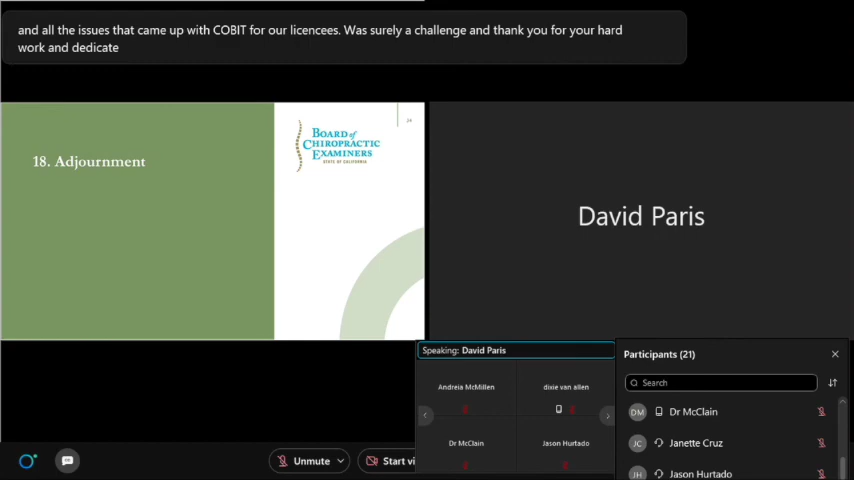 and all the issues that came up with COBIT for our licencees. Was surely a challenge and thank you for your hard
work and dedicate
24
BOARD of
CHIROPRACTIC
EXAMINERS
STATE OF CALIFORNIA
18. Adjournment
David Paris
Speaking: David Paris
Participants (21)
Search
Andreia McMillen
dixie van allen
DM Dr McClain
Dr McClain
Jason Hurtado
JC Janette Cruz
Unmute
Start vi
JH Jason Hurtado